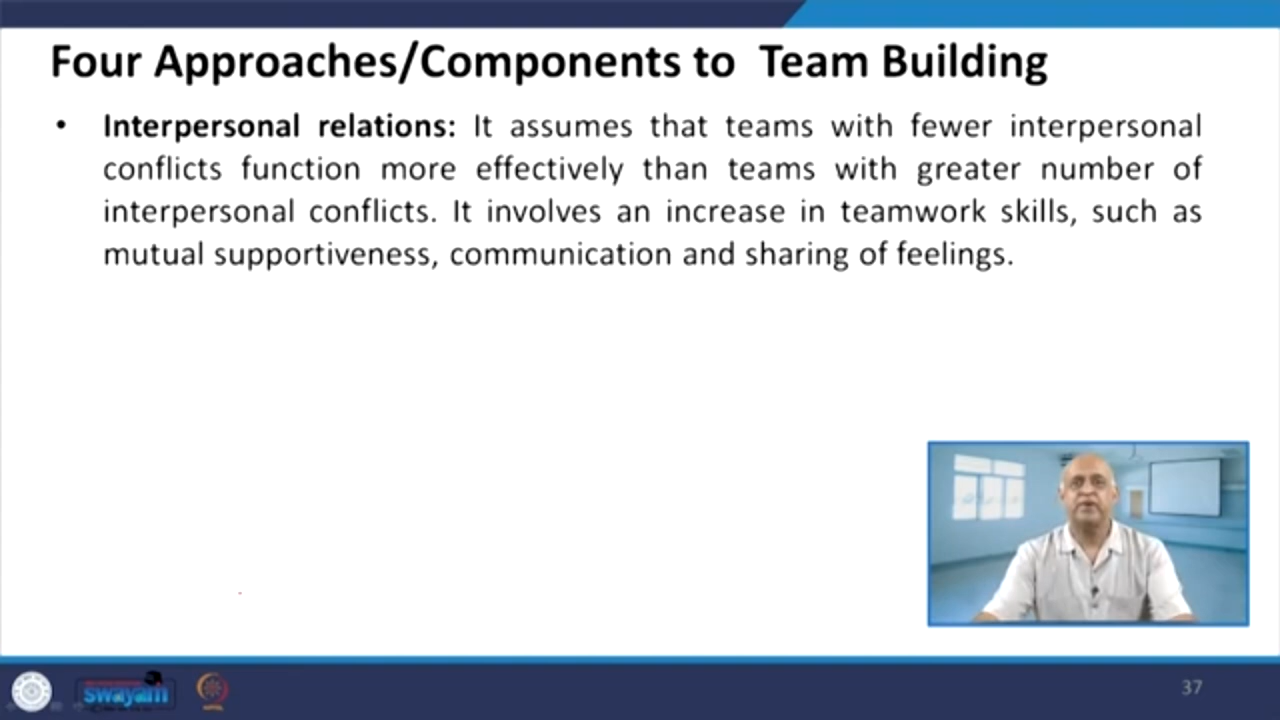 Four Approaches/Components to Team Building
• Interpersonal relations: It assumes that teams with fewer interpersonal
conflicts function more effectively than teams with greater number of
interpersonal conflicts. It involves an increase in teamwork skills, such as
mutual supportiveness, communication and sharing of feelings.
swayam
37